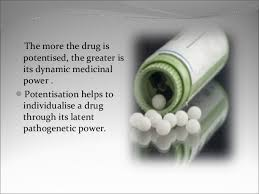 The more the drug is
potentised, the greater is
its dynamic medicinal
power .
Potentisation helps to
individualise a drug
through its latent
pathogenetic power.